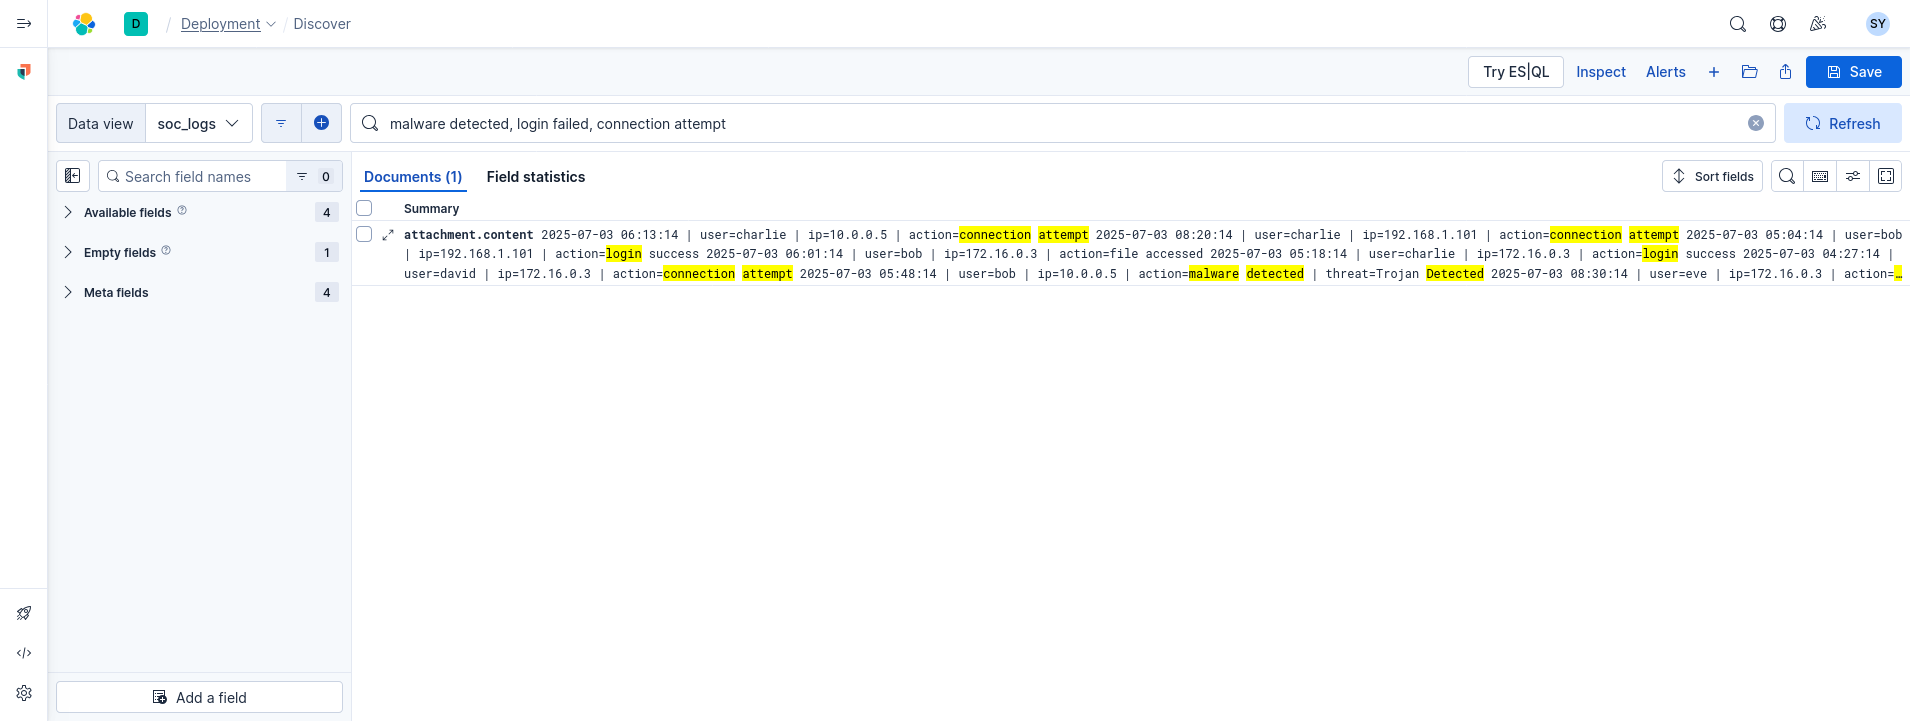 D / Deployment / Discover SY
Try ES|QL Inspect Alerts Save
Data view soc_logs malware detected, login failed, connection attempt Refresh
Search field names 0 Documents (1) Field statistics Sort fields
Available fields 4
Empty fields 1
Meta fields 4
Summary
attachment.content 2025-07-03 06:13:14 | user=charlie | ip=10.0.0.5 | action=connection attempt 2025-07-03 08:20:14 | user=charlie | ip=192.168.1.101 | action=connection attempt 2025-07-03 05:04:14 | user=bob
| ip=192.168.1.101 | action=login success 2025-07-03 06:01:14 | user=bob | ip=172.16.0.3 | action=file accessed 2025-07-03 05:18:14 | user=charlie | ip=172.16.0.3 | action=login success 2025-07-03 04:27:14 |
user=david | ip=172.16.0.3 | action=connection attempt 2025-07-03 05:48:14 | user=bob | ip=10.0.0.5 | action=malware detected | threat=Trojan Detected 2025-07-03 08:30:14 | user=eve | ip=172.16.0.3 | action=…
Add a field